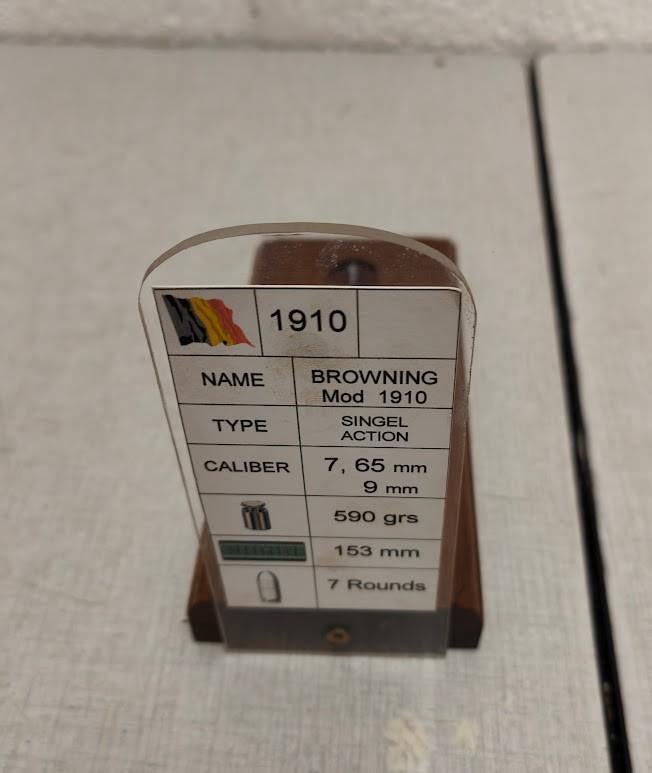 1910
NAME BROWNING
Mod 1910
TYPE SINGEL
ACTION
CALIBER 7, 65 mm
9 mm
590 grs
153 mm
7 Rounds